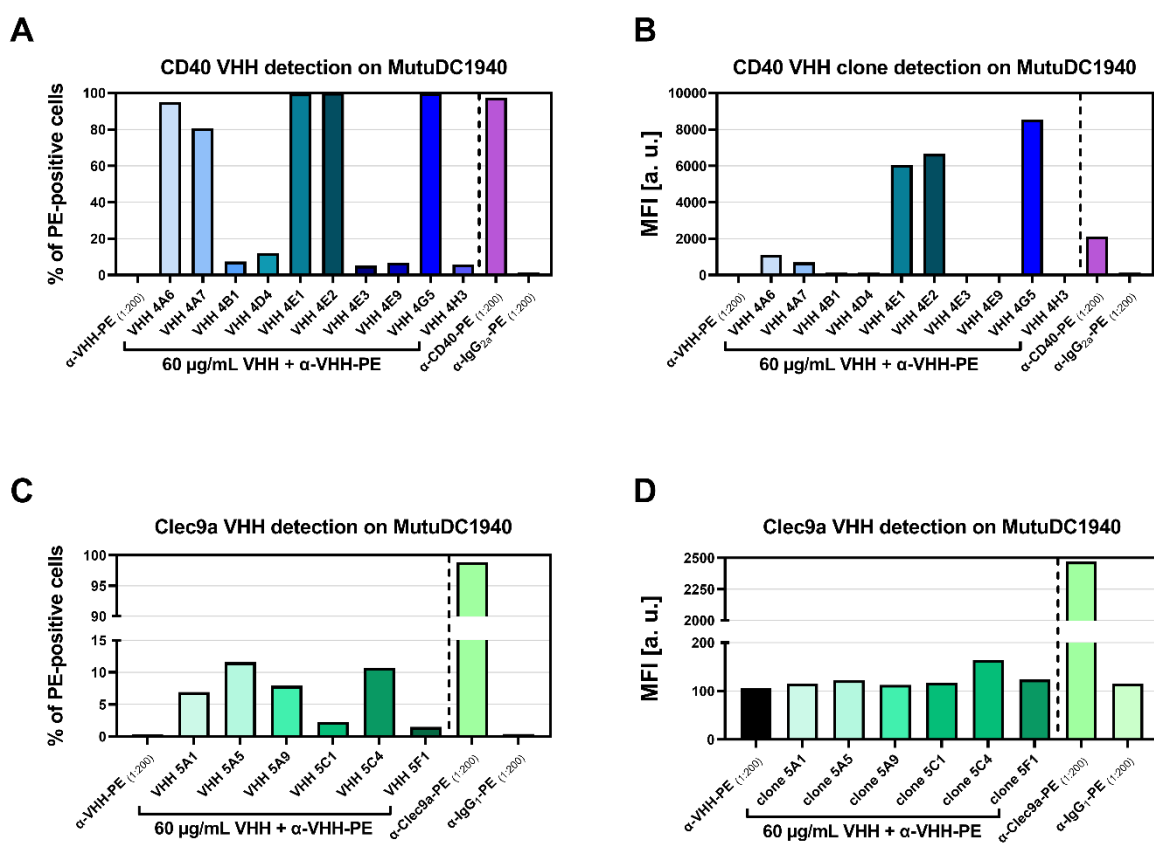 A
CD40 VHH detection on MutuDC1940
% of PE-positive cells
100
80
60
40
20
0
α-VHH-PE (1:200)
VHH 4A6
VHH 4A7
VHH 4B1
VHH 4D4
VHH 4E1
VHH 4E2
VHH 4E3
VHH 4E9
VHH 4G5
VHH 4H3
α-CD40-PE (1:200)
α-IgG2a-PE (1:200)
60 µg/mL VHH + α-VHH-PE
B
CD40 VHH clone detection on MutuDC1940
MFI [a. u.]
10000
8000
6000
4000
2000
0
α-VHH-PE (1:200)
VHH 4A6
VHH 4A7
VHH 4B1
VHH 4D4
VHH 4E1
VHH 4E2
VHH 4E3
VHH 4E9
VHH 4G5
VHH 4H3
α-CD40-PE (1:200)
α-IgG2a-PE (1:200)
60 µg/mL VHH + α-VHH-PE
C
Clec9a VHH detection on MutuDC1940
% of PE-positive cells
100
95
90
15
10
5
0
α-VHH-PE (1:200)
VHH 5A1
VHH 5A5
VHH 5A9
VHH 5C1
VHH 5C4
VHH 5F1
α-Clec9a-PE (1:200)
α-IgG1-PE (1:200)
60 µg/mL VHH + α-VHH-PE
D
Clec9a VHH detection on MutuDC1940
MFI [a. u.]
2500
2250
2000
200
100
0
α-VHH-PE (1:200)
clone 5A1
clone 5A5
clone 5A9
clone 5C1
clone 5C4
clone 5F1
α-Clec9a-PE (1:200)
α-IgG1-PE (1:200)
60 µg/mL VHH + α-VHH-PE